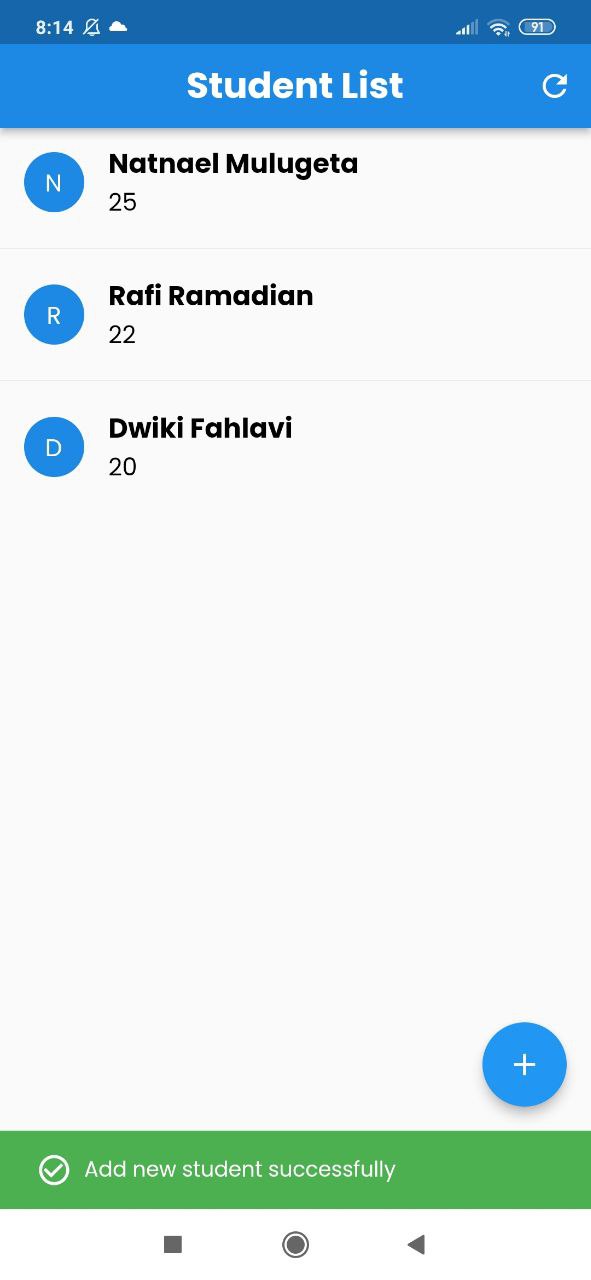 8:14
91
Student List
N
Natnael Mulugeta
25
R
Rafi Ramadian
22
D
Dwiki Fahlavi
20
+
Add new student successfully